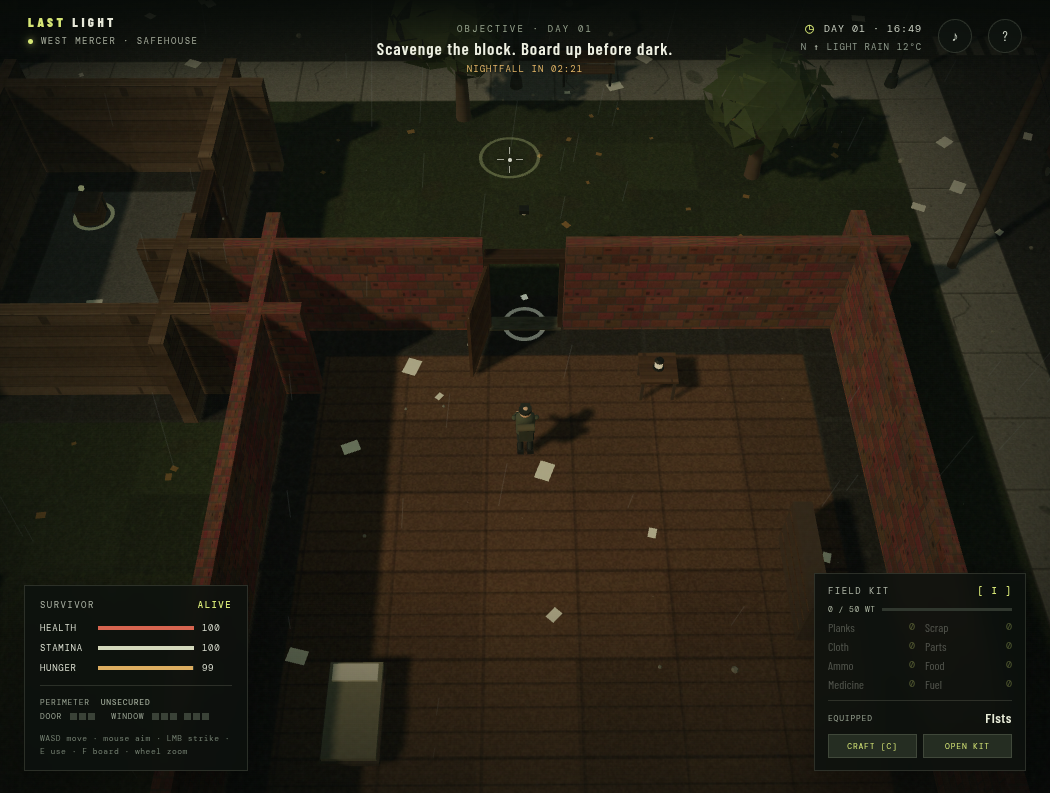 LAST LIGHT
WEST MERCER · SAFEHOUSE
OBJECTIVE · DAY 01
Scavenge the block. Board up before dark.
NIGHTFALL IN 02:21
DAY 01 · 16:49
N ↑ LIGHT RAIN 12°C
♪
?
SURVIVOR ALIVE
HEALTH 100
STAMINA 100
HUNGER 99
PERIMETER UNSECURED
DOOR WINDOW
WASD move · mouse aim · LMB strike ·
E use · F board · wheel zoom
FIELD KIT [ I ]
0 / 50 WT
Planks 0 Scrap 0
Cloth 0 Parts 0
Ammo 0 Food 0
Medicine 0 Fuel 0
EQUIPPED Fists
CRAFT [C] OPEN KIT